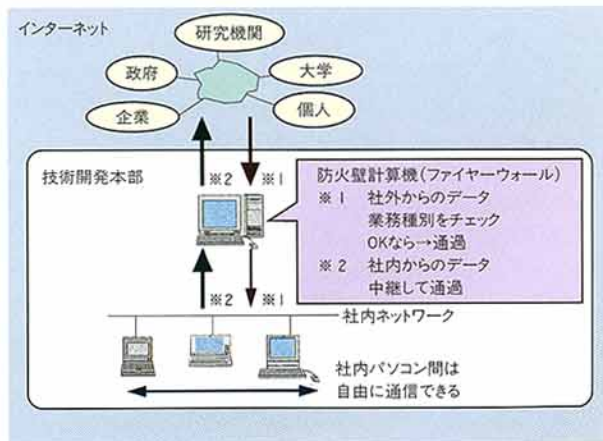 インターネット
研究機関
政府
大学
企業
個人
技術開発本部
※2
※1
防火壁計算機(ファイヤーウォール)
※1 社外からのデータ
業務種別をチェック
OKなら→通過
※2 社内からのデータ
中継して通過
※2
※1
社内ネットワーク
社内パソコン間は
自由に通信できる